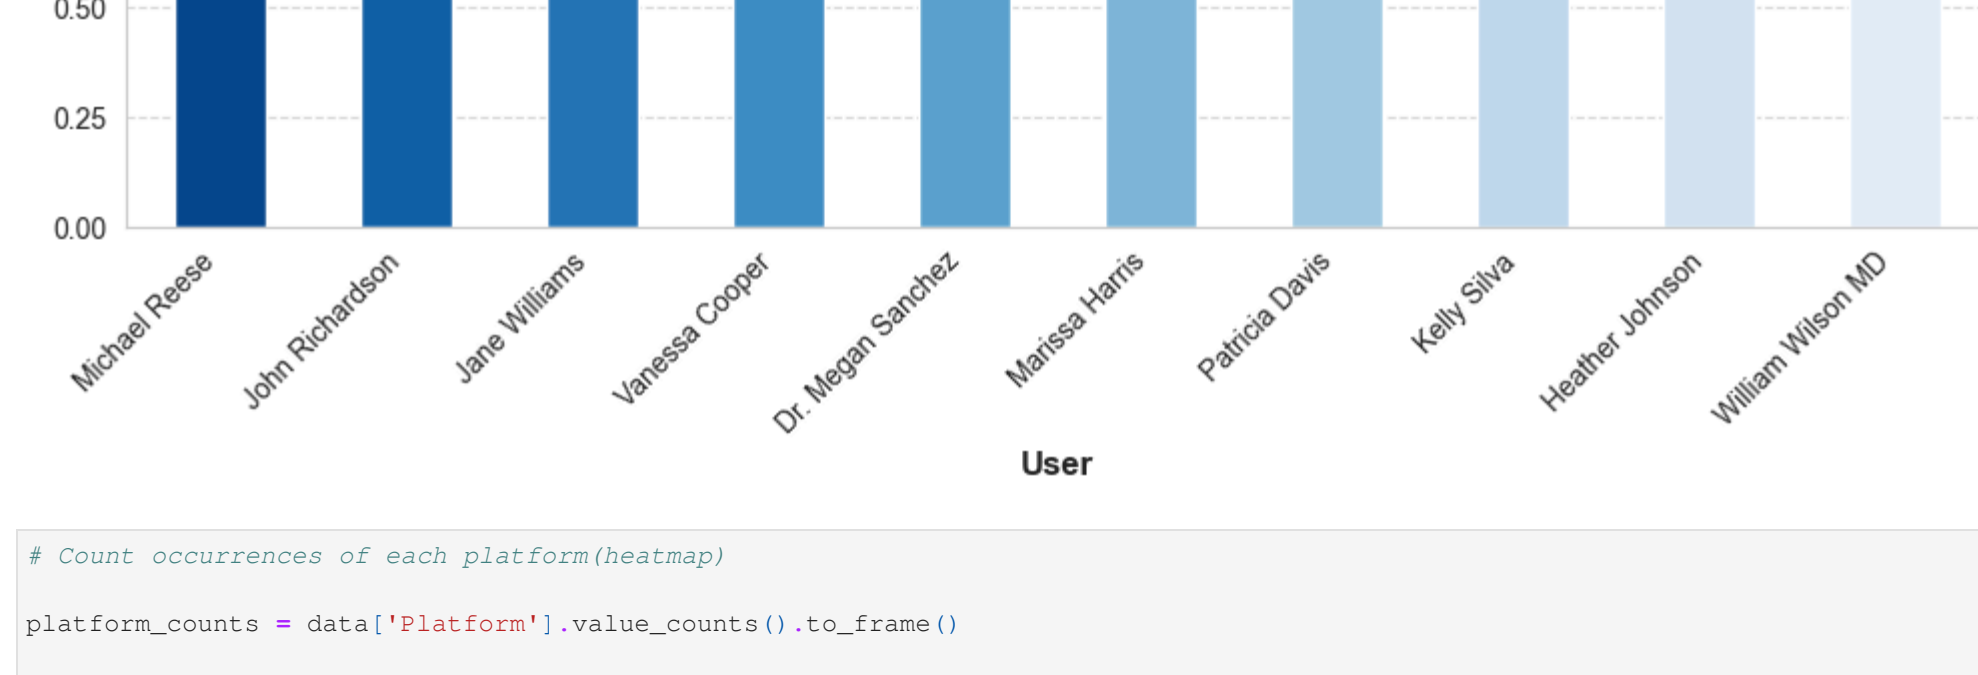 0.50
0.25
0.00
Michael Reese
John Richardson
Jane Williams
Vanessa Cooper
Dr. Megan Sanchez
Marissa Harris
Patricia Davis
Kelly Silva
Heather Johnson
William Wilson MD
User
# Count occurrences of each platform(heatmap)
platform_counts = data['Platform'].value_counts().to_frame()